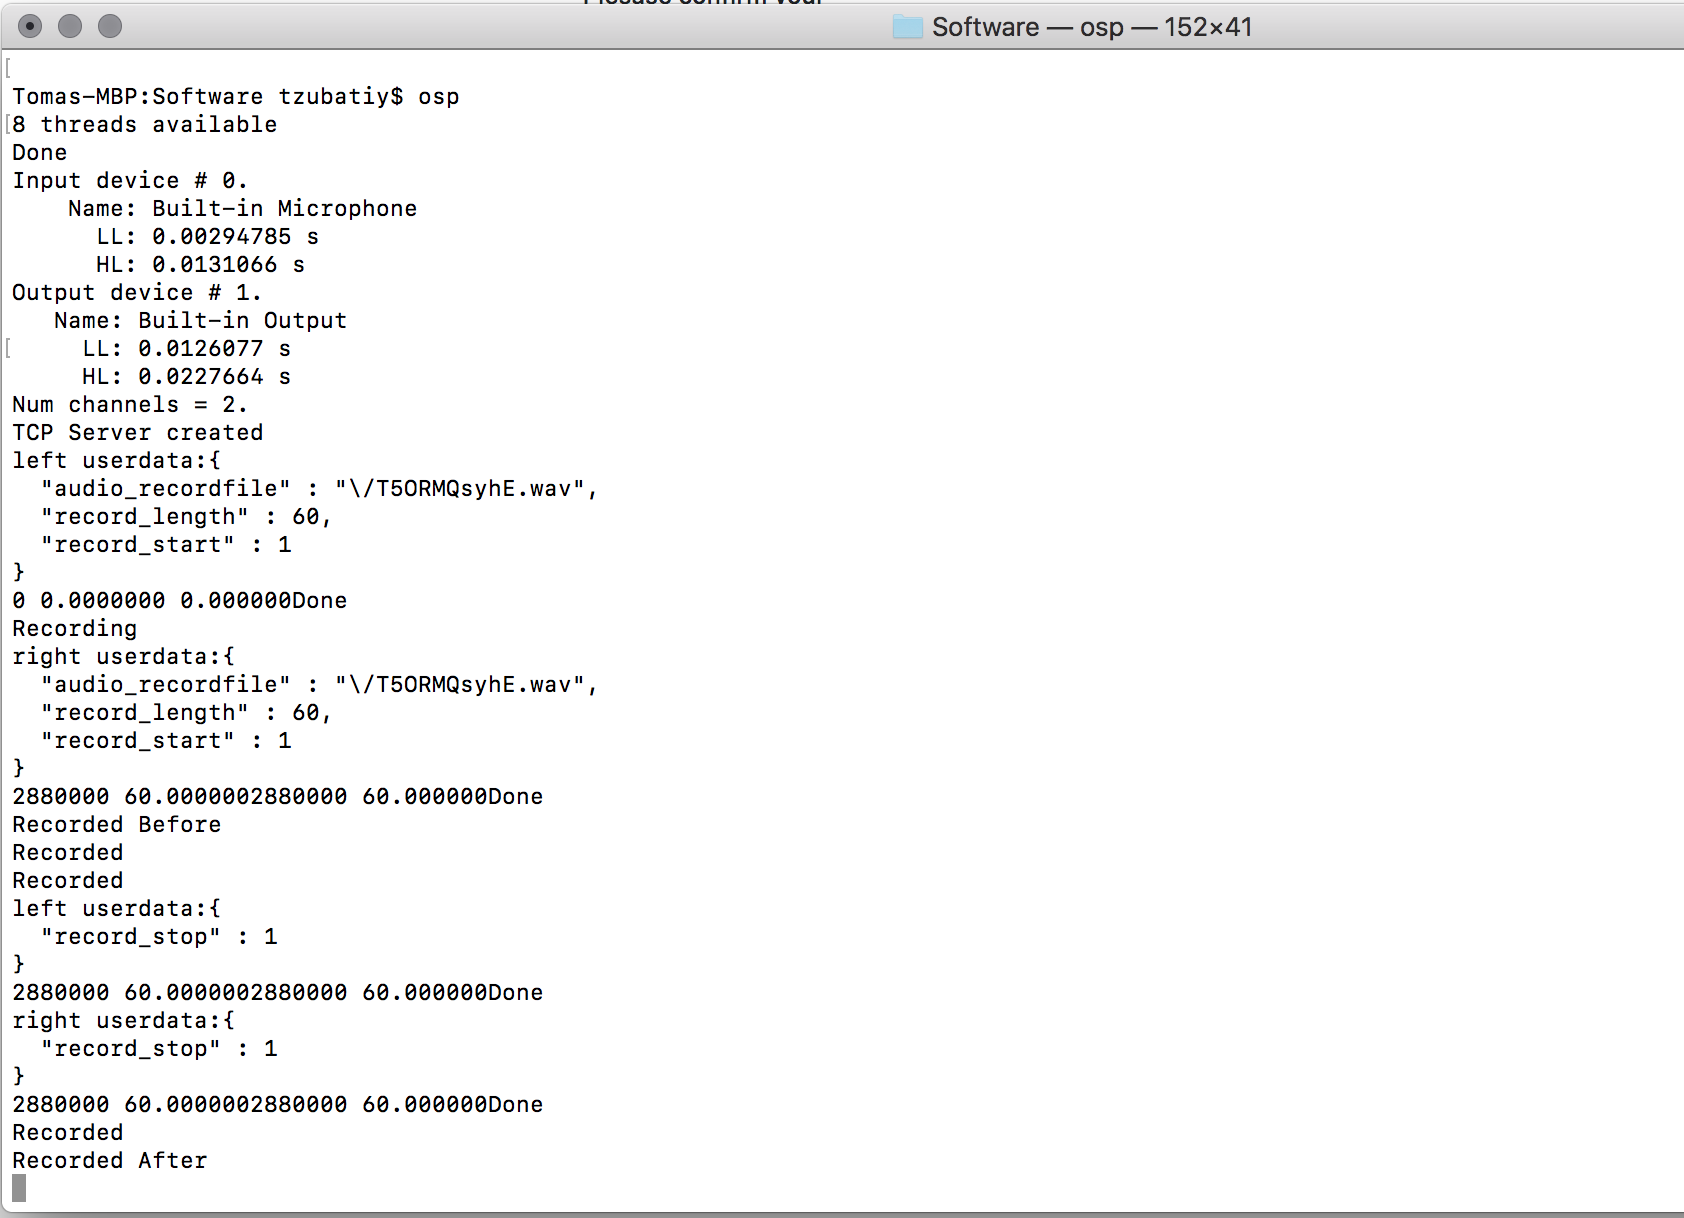 Software — osp — 152×41
Tomas-MBP:Software tzubatiy$ osp
8 threads available
Done
Input device # 0.
    Name: Built-in Microphone
      LL: 0.00294785 s
      HL: 0.0131066 s
Output device # 1.
   Name: Built-in Output
     LL: 0.0126077 s
     HL: 0.0227664 s
Num channels = 2.
TCP Server created
left userdata:{
  "audio_recordfile" : "\/T5ORMQsyhE.wav",
  "record_length" : 60,
  "record_start" : 1
}
0 0.0000000 0.000000Done
Recording
right userdata:{
  "audio_recordfile" : "\/T5ORMQsyhE.wav",
  "record_length" : 60,
  "record_start" : 1
}
2880000 60.0000002880000 60.000000Done
Recorded Before
Recorded
Recorded
left userdata:{
  "record_stop" : 1
}
2880000 60.0000002880000 60.000000Done
right userdata:{
  "record_stop" : 1
}
2880000 60.0000002880000 60.000000Done
Recorded
Recorded After